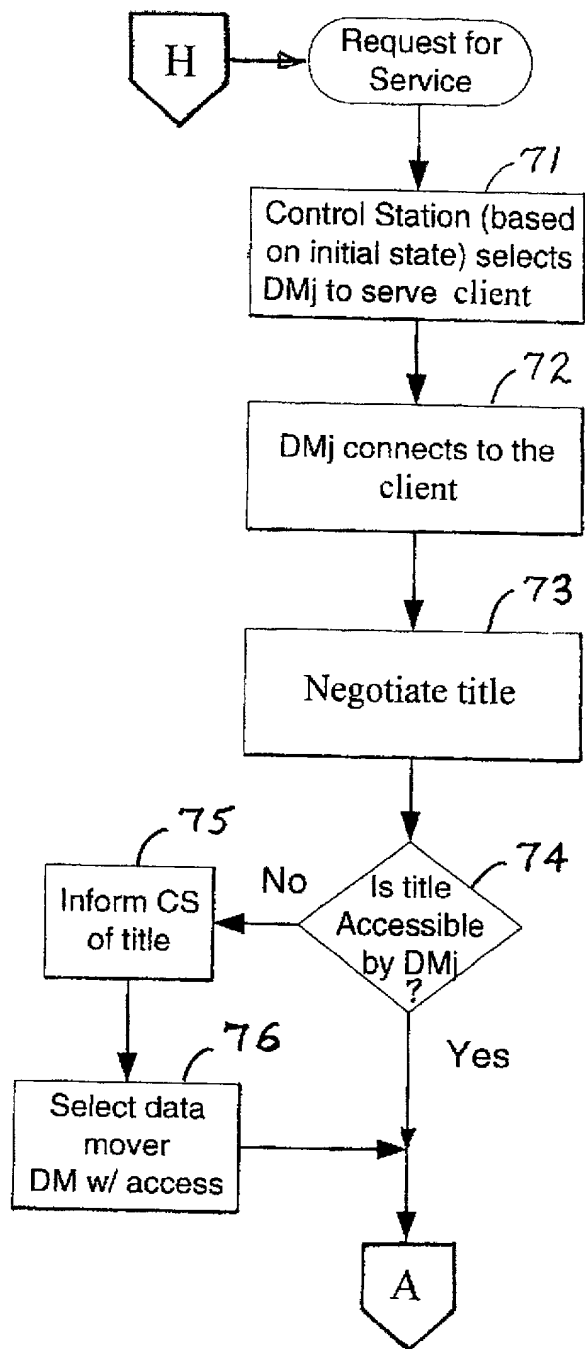 H
Request for
Service
71
Control Station (based
on initial state) selects
DMj to serve client
72
DMj connects to the
client
73
Negotiate title
74
Is title
Accessible
by DMj
?
No
Yes
75
Inform CS
of title
76
Select data
mover
DM w/ access
A